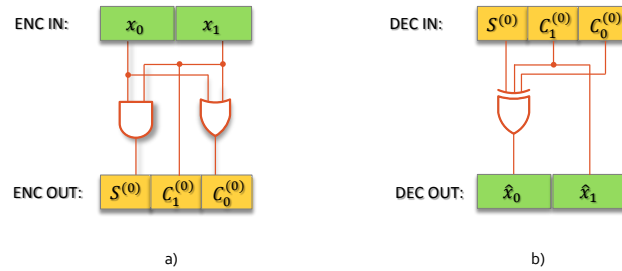 ENC IN: x₀ x₁
DEC IN: S⁽⁰⁾ C₁⁽⁰⁾ C₀⁽⁰⁾
ENC OUT: S⁽⁰⁾ C₁⁽⁰⁾ C₀⁽⁰⁾
DEC OUT: x̂₀ x̂₁
a) b)